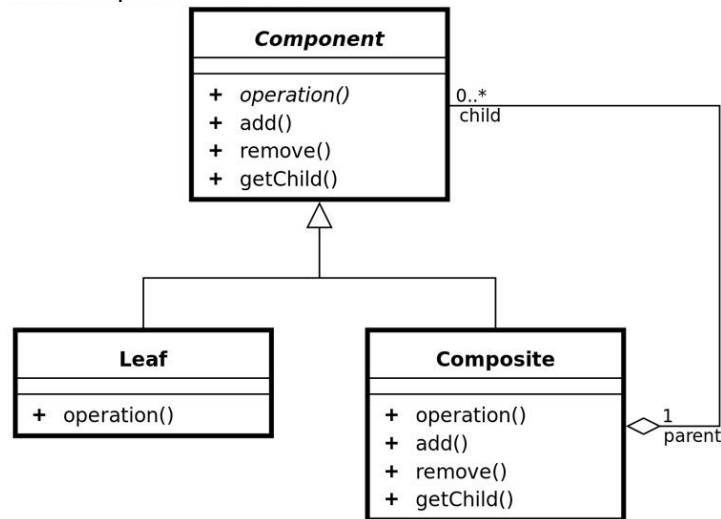 Component
+ operation()
+ add()
+ remove()
+ getChild()
0..*
child
Leaf
+ operation()
Composite
+ operation()
+ add()
+ remove()
+ getChild()
1
parent